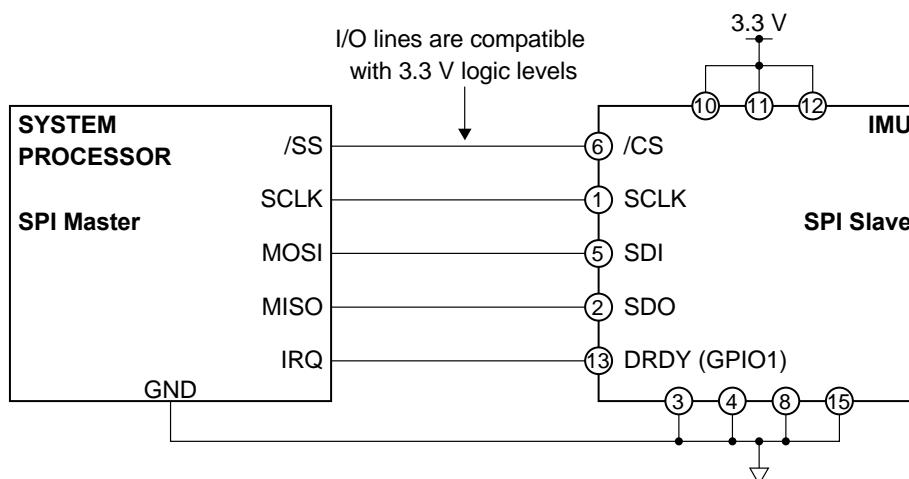 3.3 V
I/O lines are compatible
with 3.3 V logic levels
10 11 12
SYSTEM
PROCESSOR
SPI Master
/SS
SCLK
MOSI
MISO
IRQ
GND
IMU
SPI Slave
6 /CS
1 SCLK
5 SDI
2 SDO
13 DRDY (GPIO1)
3 4 8 15